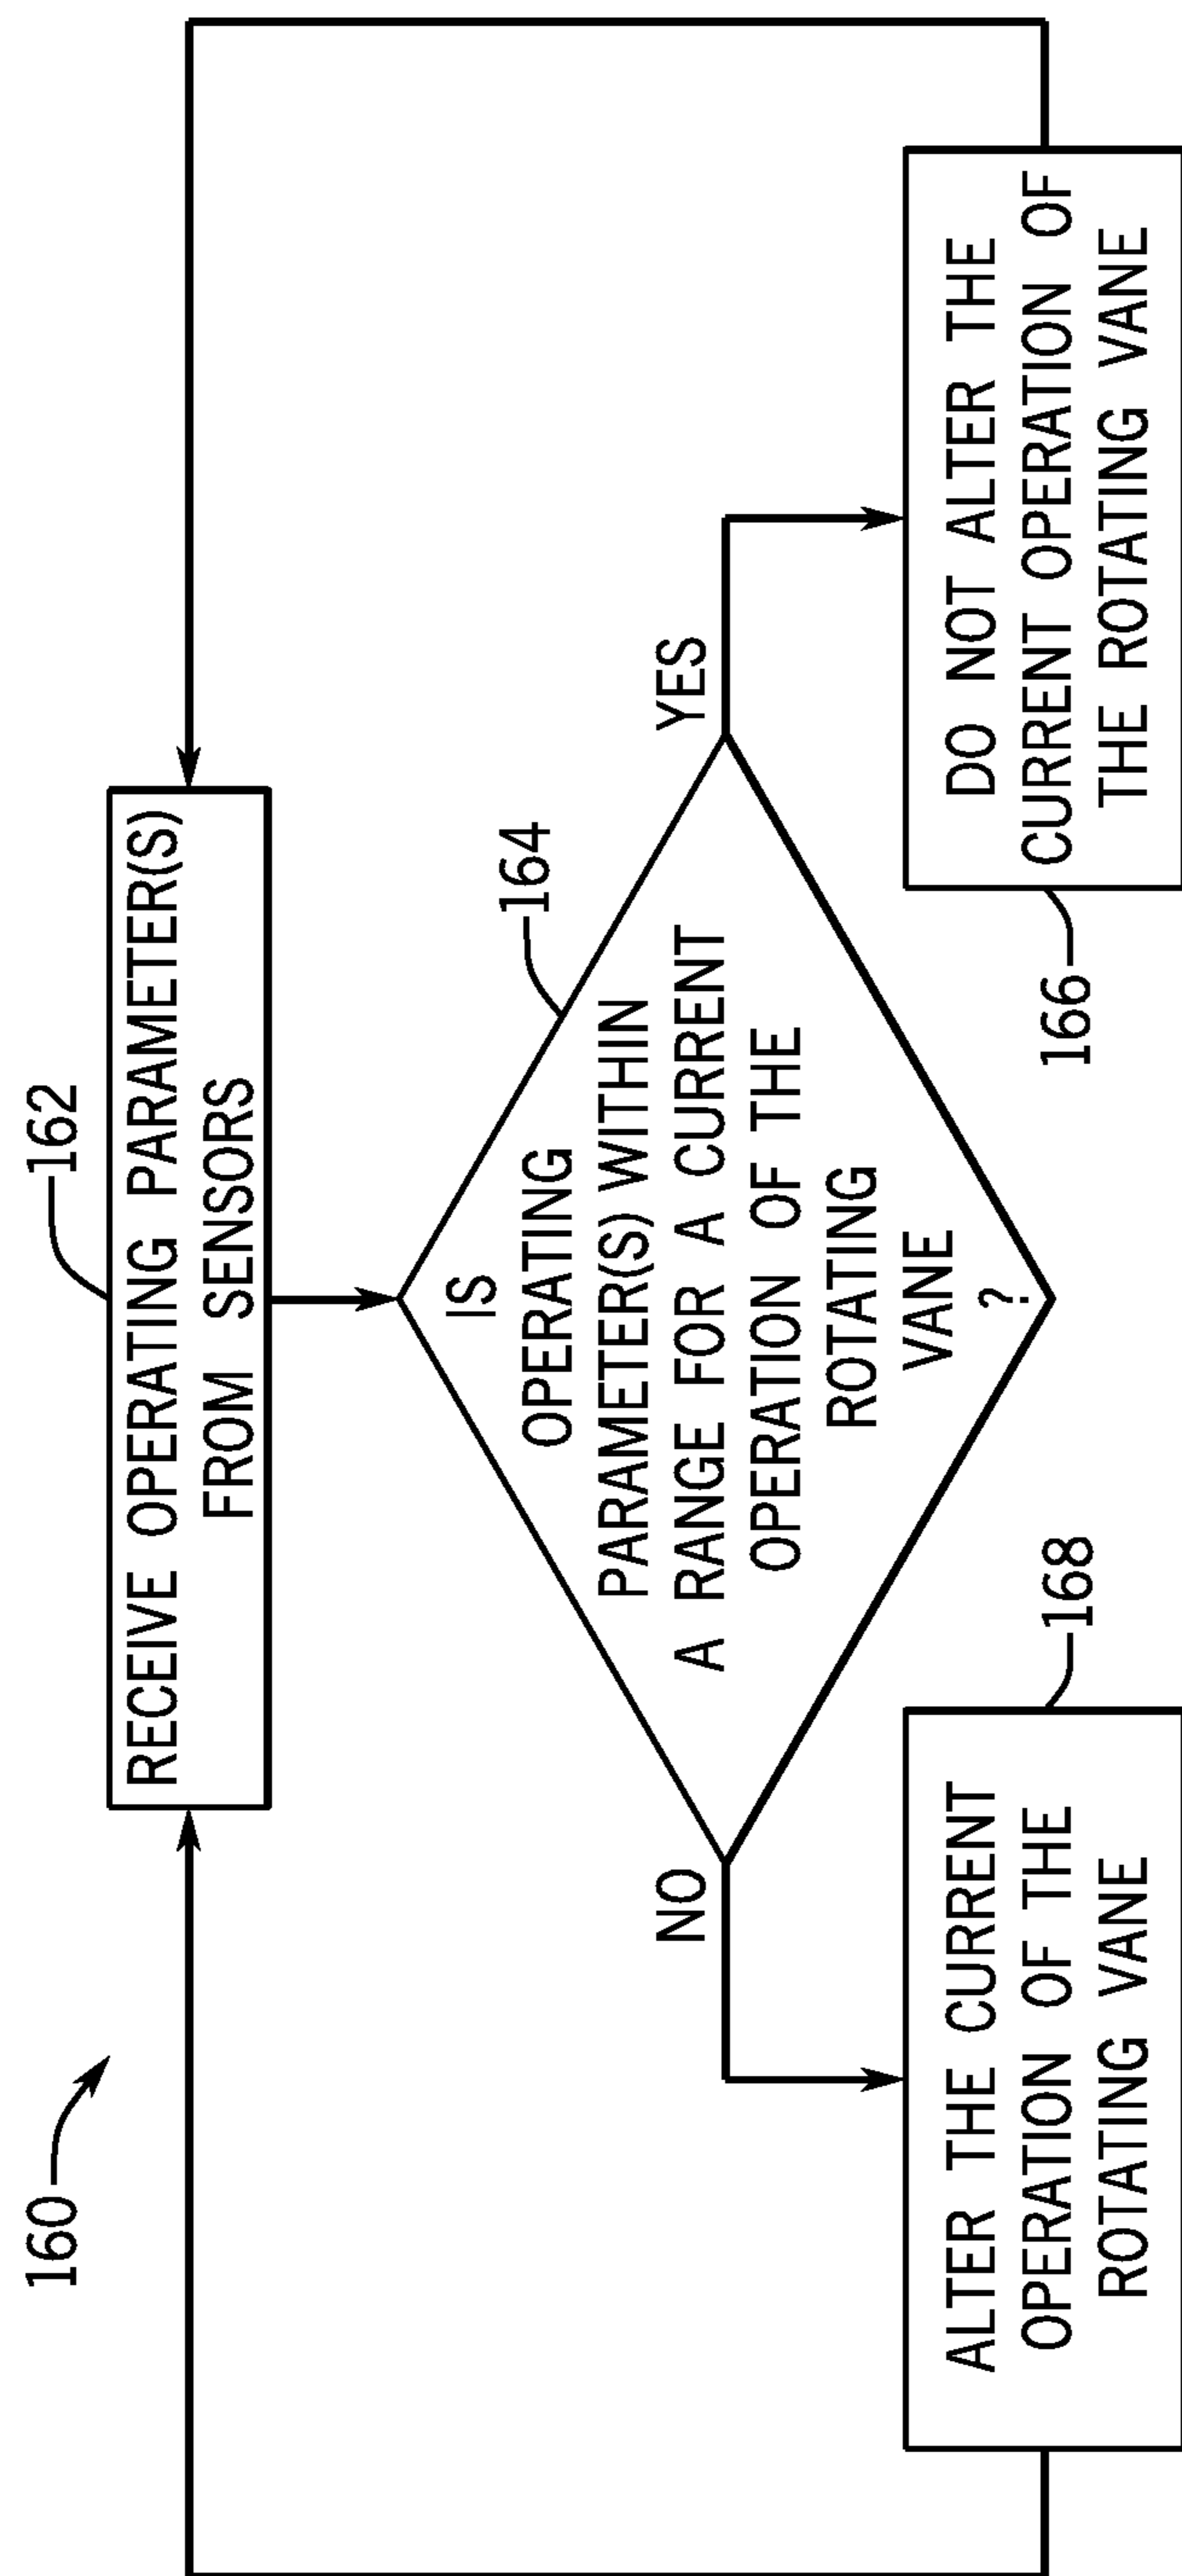 160
162
RECEIVE OPERATING PARAMETER(S)
FROM SENSORS
164
IS
OPERATING
PARAMETER(S) WITHIN
A RANGE FOR A CURRENT
OPERATION OF THE
ROTATING
VANE
?
NO
YES
168
ALTER THE CURRENT
OPERATION OF THE
ROTATING VANE
166
DO NOT ALTER THE
CURRENT OPERATION OF
THE ROTATING VANE